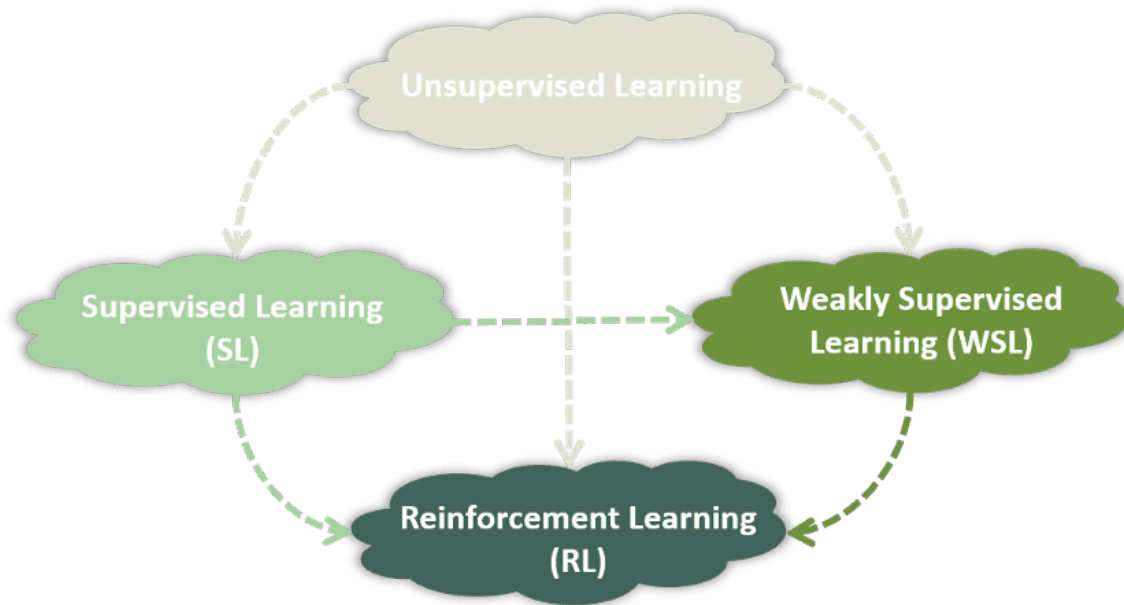 Unsupervised Learning
Supervised Learning
(SL)
Weakly Supervised
Learning (WSL)
Reinforcement Learning
(RL)